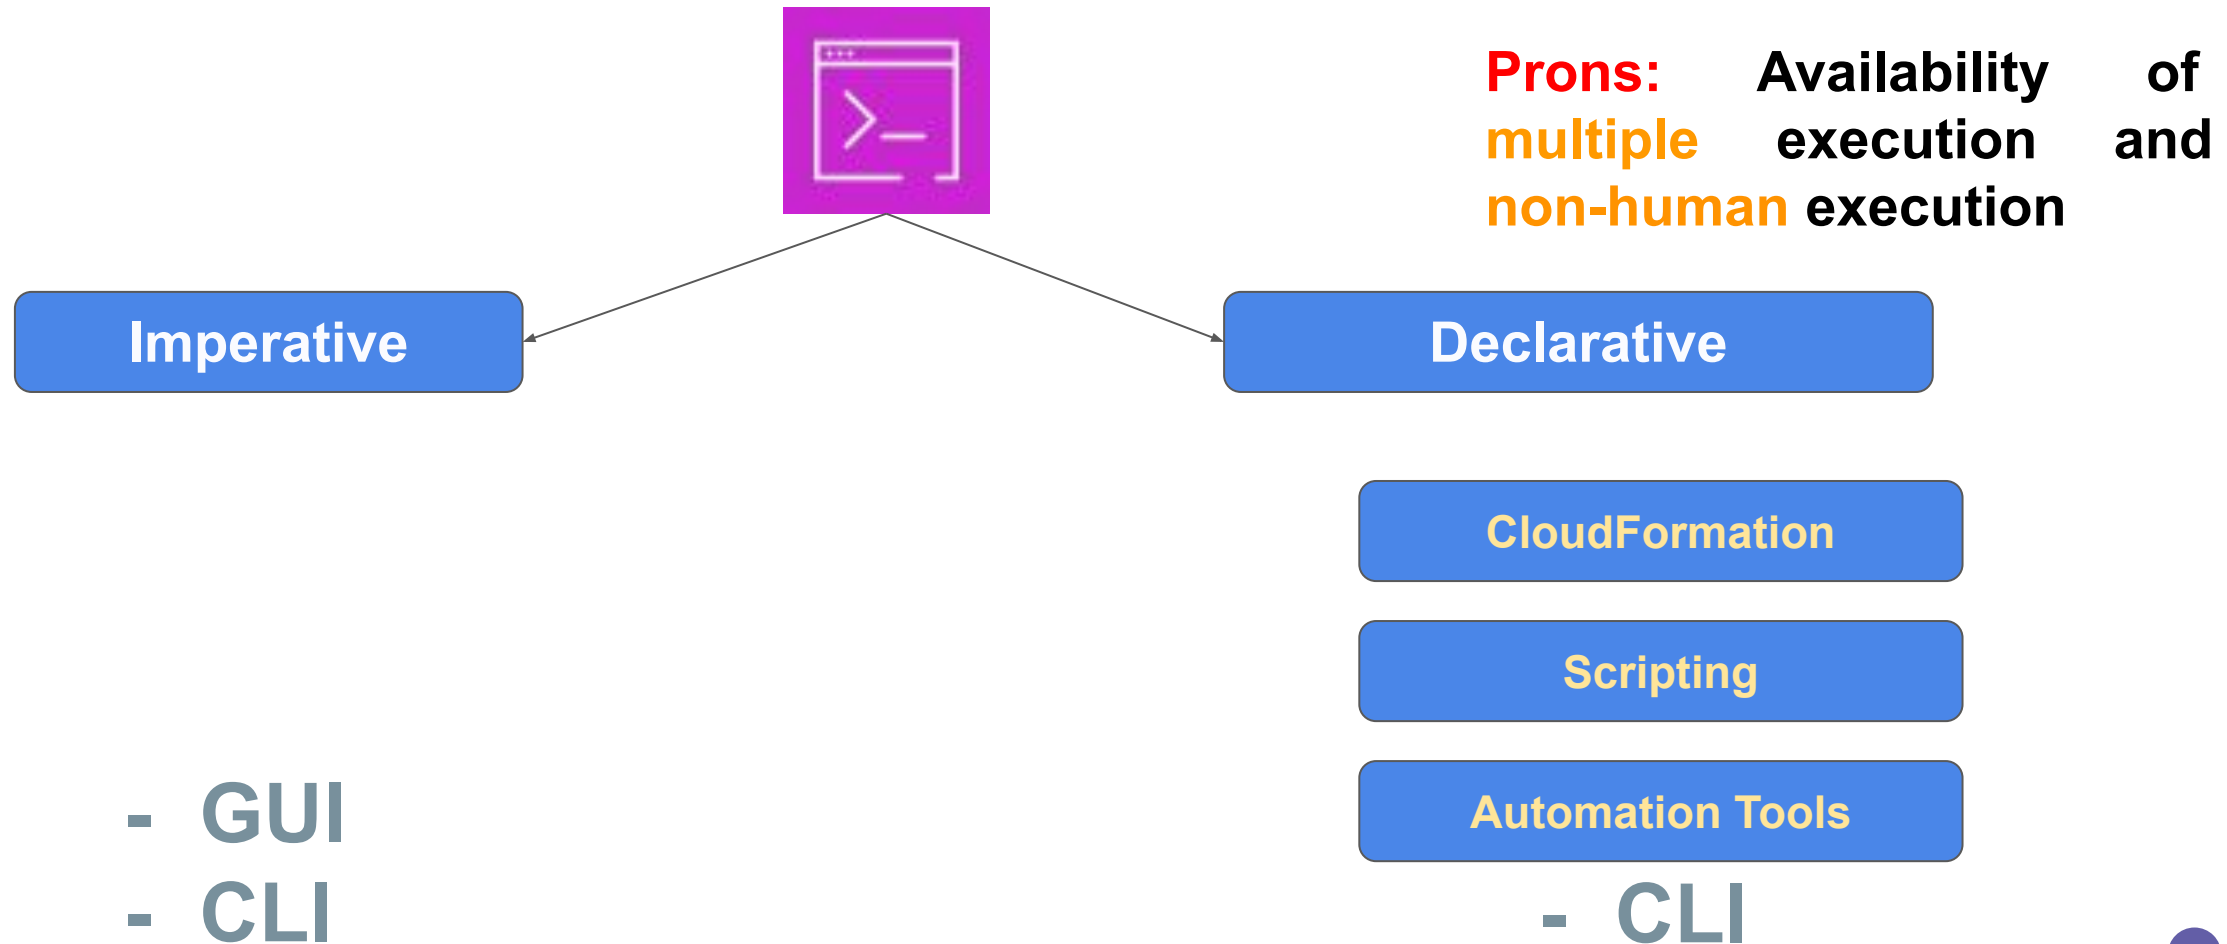 Prons: Availability of
multiple execution and
non-human execution
Imperative
Declarative
CloudFormation
Scripting
Automation Tools
- GUI
- CLI
- CLI